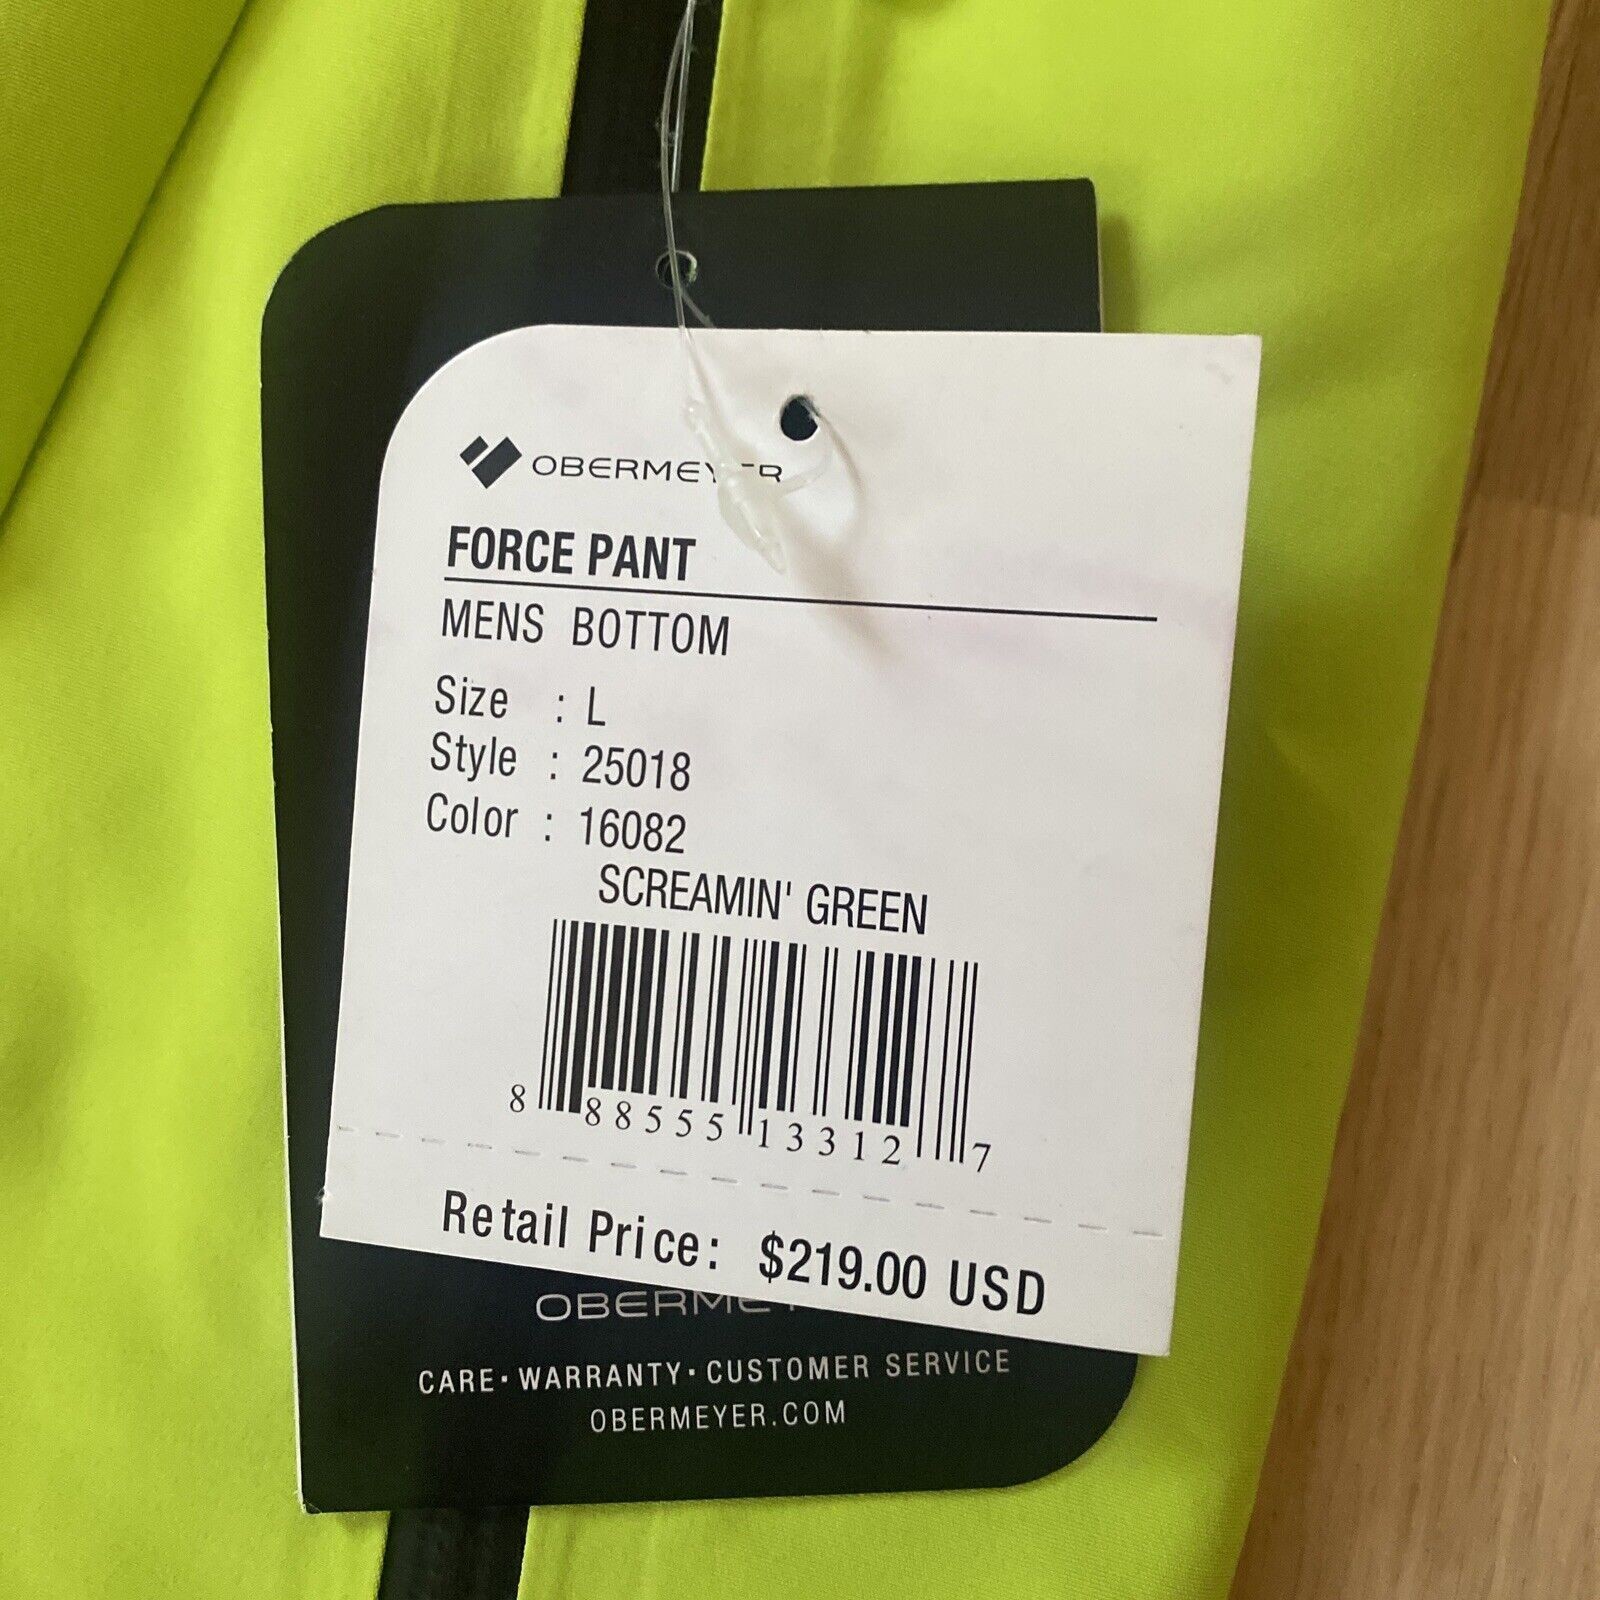 OBERMEYER
FORCE PANT
MENS BOTTOM
Size : L
Style : 25018
Color : 16082
SCREAMIN' GREEN
8 88555 13312 7
Retail Price: $219.00 USD
OBERMEY
CARE · WARRANTY · CUSTOMER SERVICE
OBERMEYER.COM